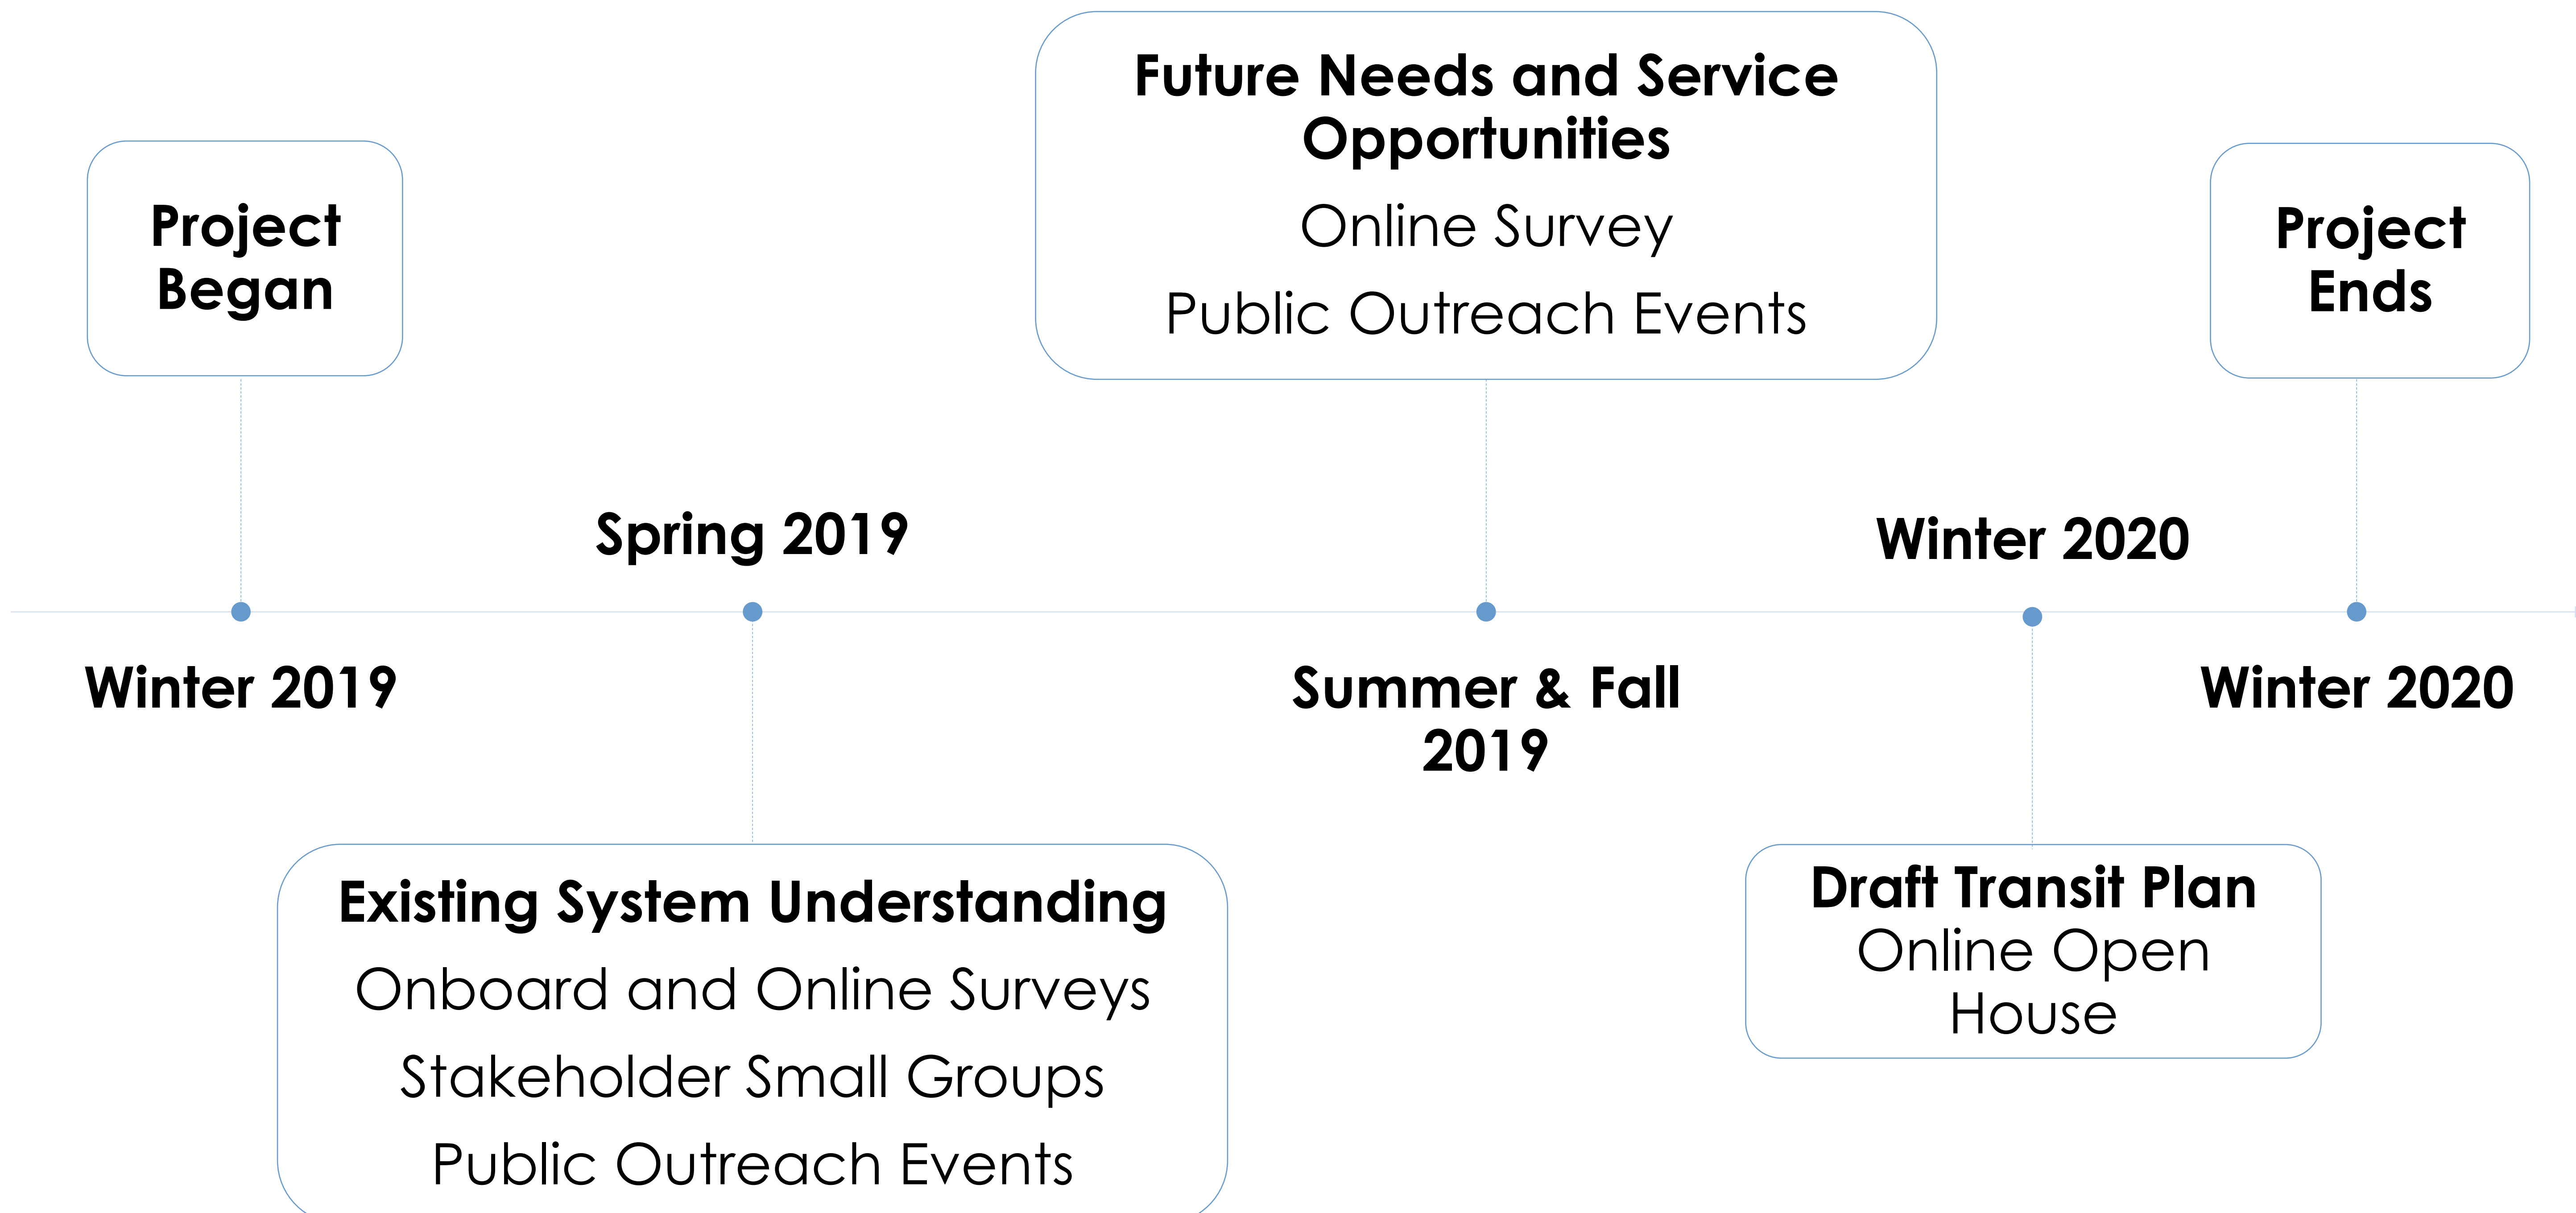 Future Needs and Service
Opportunities
Online Survey
Public Outreach Events
Project
Began
Project
Ends
Spring 2019
Winter 2020
Winter 2019
Summer & Fall
2019
Winter 2020
Existing System Understanding
Onboard and Online Surveys
Stakeholder Small Groups
Public Outreach Events
Draft Transit Plan
Online Open
House